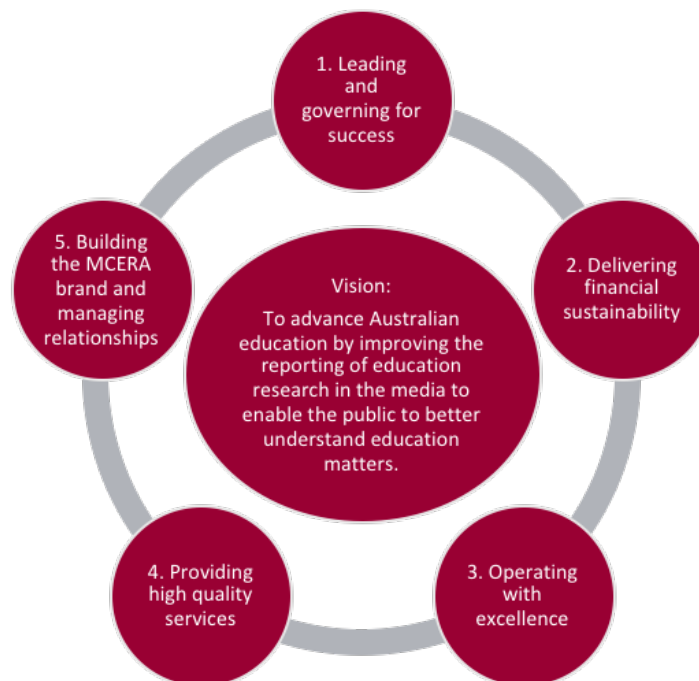 1. Leading
and
governing for
success
2. Delivering
financial
sustainability
3. Operating
with
excellence
4. Providing
high quality
services
5. Building
the MCERA
brand and
managing
relationships
Vision:
To advance Australian
education by improving the
reporting of education
research in the media to
enable the public to better
understand education
matters.